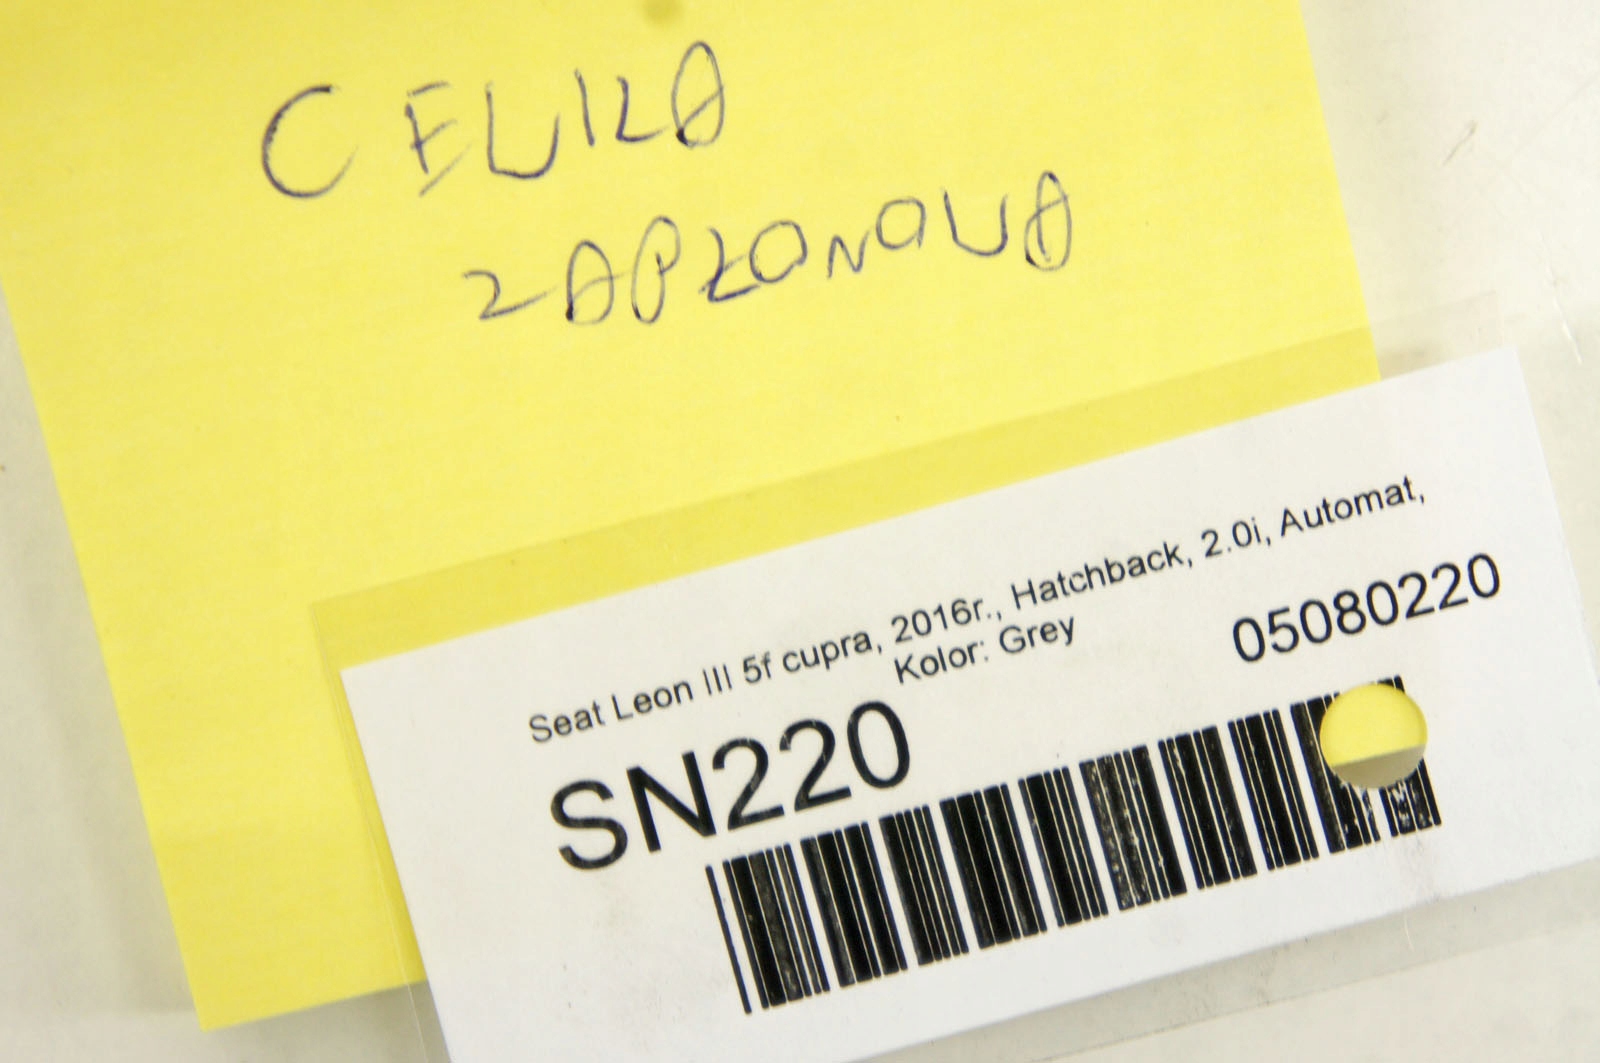 CEWKA
ZAPŁONOWA
Seat Leon III 5f cupra, 2016r., Hatchback, 2.0i, Automat,
Kolor: Grey
05080220
SN220